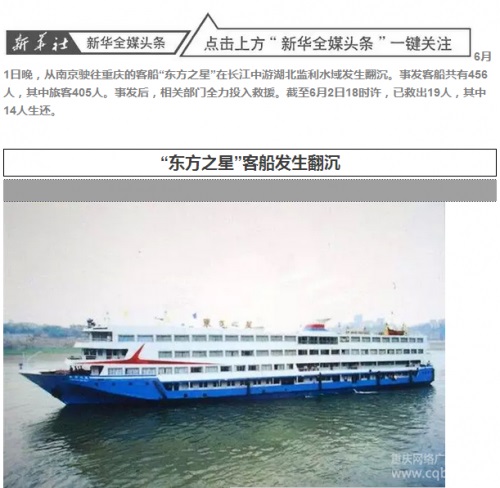 新华社 新华全媒头条 点击上方“新华全媒头条”一键关注
6月
1日晚，从南京驶往重庆的客船“东方之星”在长江中游湖北监利水域发生翻沉。事发客船共有456
人，其中旅客405人。事发后，相关部门全力投入救援。截至6月2日18时许，已救出19人，其中
14人生还。
“东方之星”客船发生翻沉
东方之星
重庆网络广
www.cqb